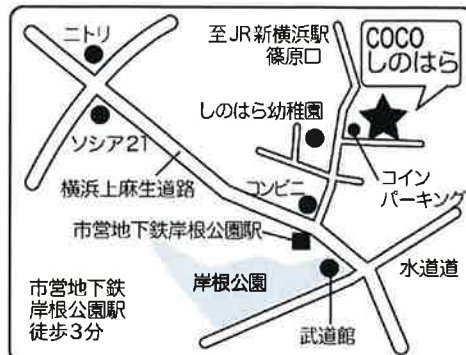 ニトリ
至JR新横浜駅
篠原口
COCO
しのはら
しのはら幼稚園
ソシア21
横浜上麻生道路
コンビニ
コイン
パーキング
市営地下鉄岸根公園駅
岸根公園
水道道
武道館
市営地下鉄
岸根公園駅
徒歩3分